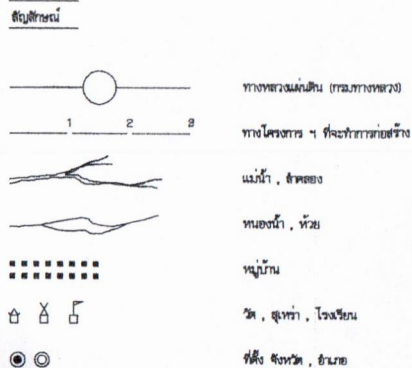 สัญลักษณ์
ทางหลวงแผ่นดิน (กรมทางหลวง)
1 2 3
ทางโครงการ ฯ ที่จะทำการก่อสร้าง
แม่น้ำ , ลำคลอง
หนองน้ำ , ห้วย
หมู่บ้าน
วัด , สุเหร่า , โรงเรียน
ที่ตั้ง จังหวัด , อำเภอ